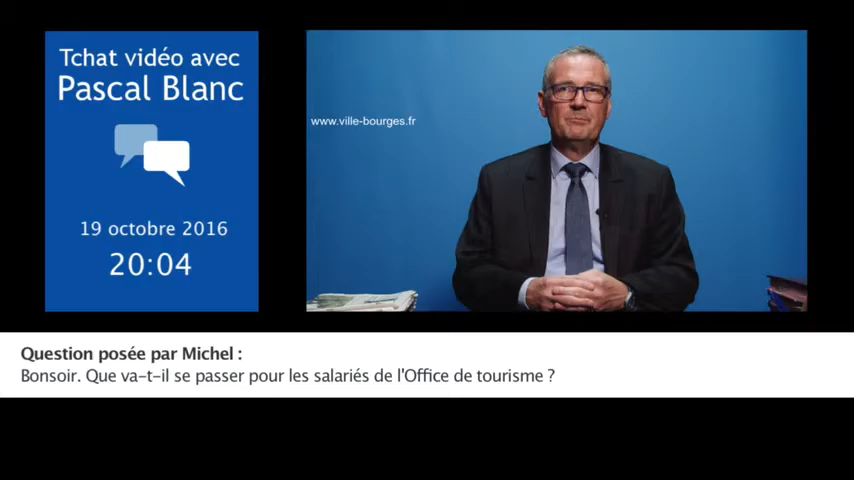 Tchat vidéo avec
Pascal Blanc
www.ville-bourges.fr
19 octobre 2016
20:04
Question posée par Michel :
Bonsoir. Que va-t-il se passer pour les salariés de l'Office de tourisme ?